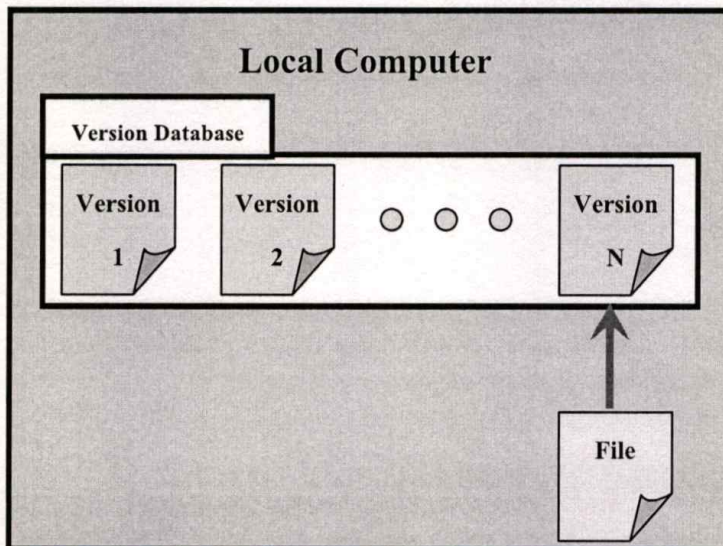 Local Computer
Version Database
Version
1
Version
2
Version
N
File